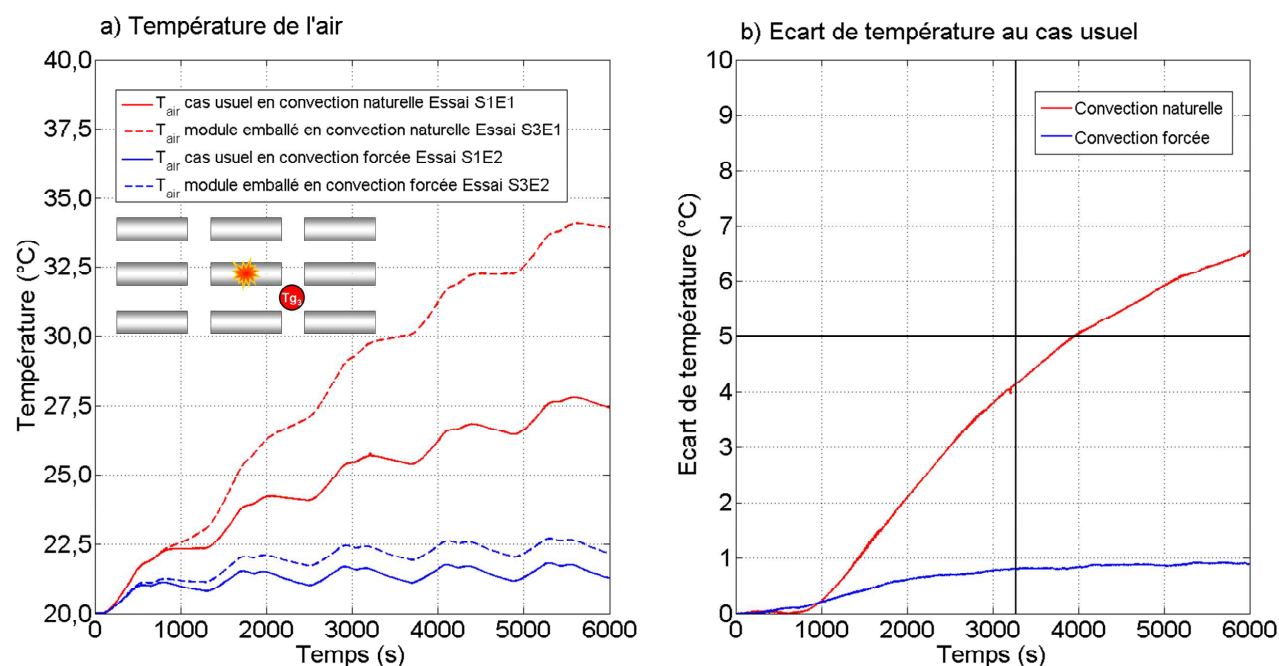 a) Température de l'air
40,0
37,5
35,0
32,5
30,0
27,5
25,0
22,5
20,0
Température (°C)
T_air cas usuel en convection naturelle Essai S1E1
T_air module emballé en convection naturelle Essai S3E1
T_air cas usuel en convection forcée Essai S1E2
T_air module emballé en convection forcée Essai S3E2
Tg3
0 1000 2000 3000 4000 5000 6000
Temps (s)
b) Ecart de température au cas usuel
10
9
8
7
6
5
4
3
2
1
0
Ecart de température (°C)
Convection naturelle
Convection forcée
0 1000 2000 3000 4000 5000 6000
Temps (s)